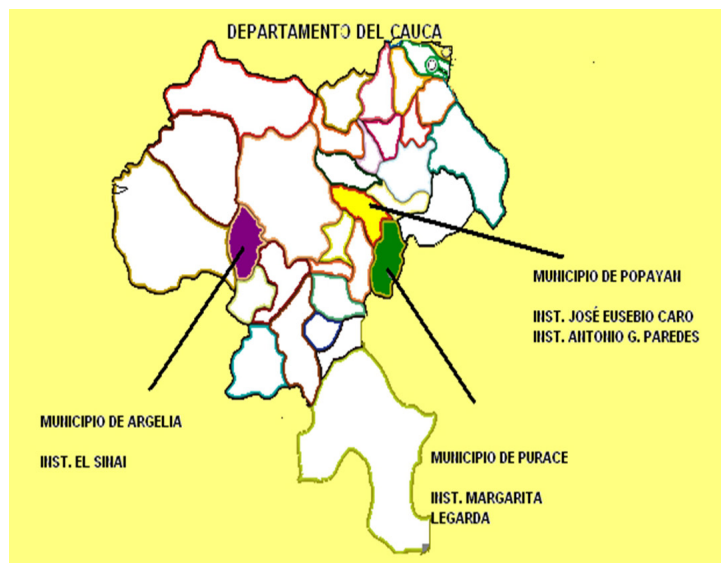 DEPARTAMENTO DEL CAUCA
MUNICIPIO DE POPAYAN
INST. JOSÉ EUSEBIO CARO
INST. ANTONIO G. PAREDES
MUNICIPIO DE ARGELIA
INST. EL SINAI
MUNICIPIO DE PURACE
INST. MARGARITA
LEGARDA